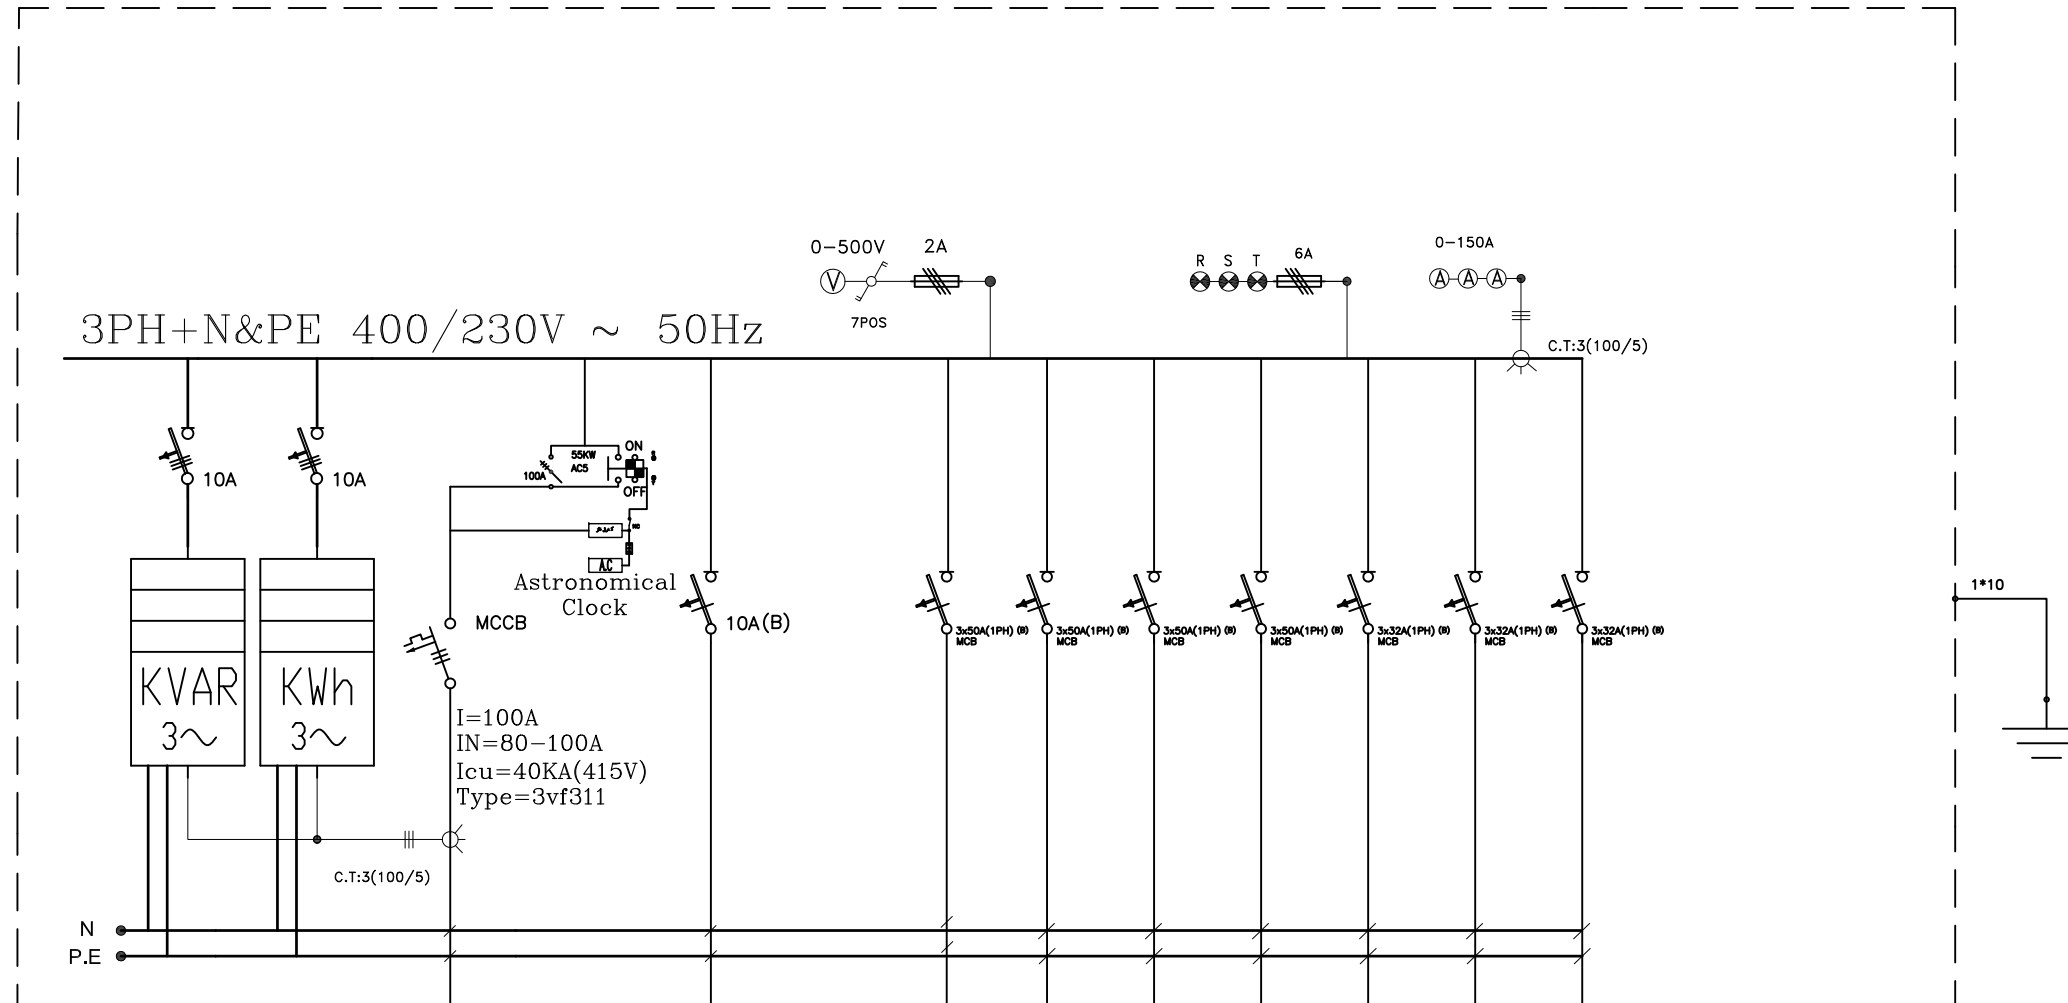 0-500V
2A
7POS
R S T
6A
0-150A
A A A
V
C.T:3(100/5)
3PH+N&PE 400/230V ~ 50Hz
10A
10A
ON
55KW
AC5
100A
OFF
NC
A.C
Astronomical
Clock
MCCB
10A(B)
3x50A(1PH) (B)
MCB
3x50A(1PH) (B)
MCB
3x50A(1PH) (B)
MCB
3x50A(1PH) (B)
MCB
3x32A(1PH) (B)
MCB
3x32A(1PH) (B)
MCB
3x32A(1PH) (B)
MCB
1*10
KVAR
3~
KWh
3~
I=100A
IN=80-100A
Icu=40KA(415V)
Type=3vf311
C.T:3(100/5)
N
P.E